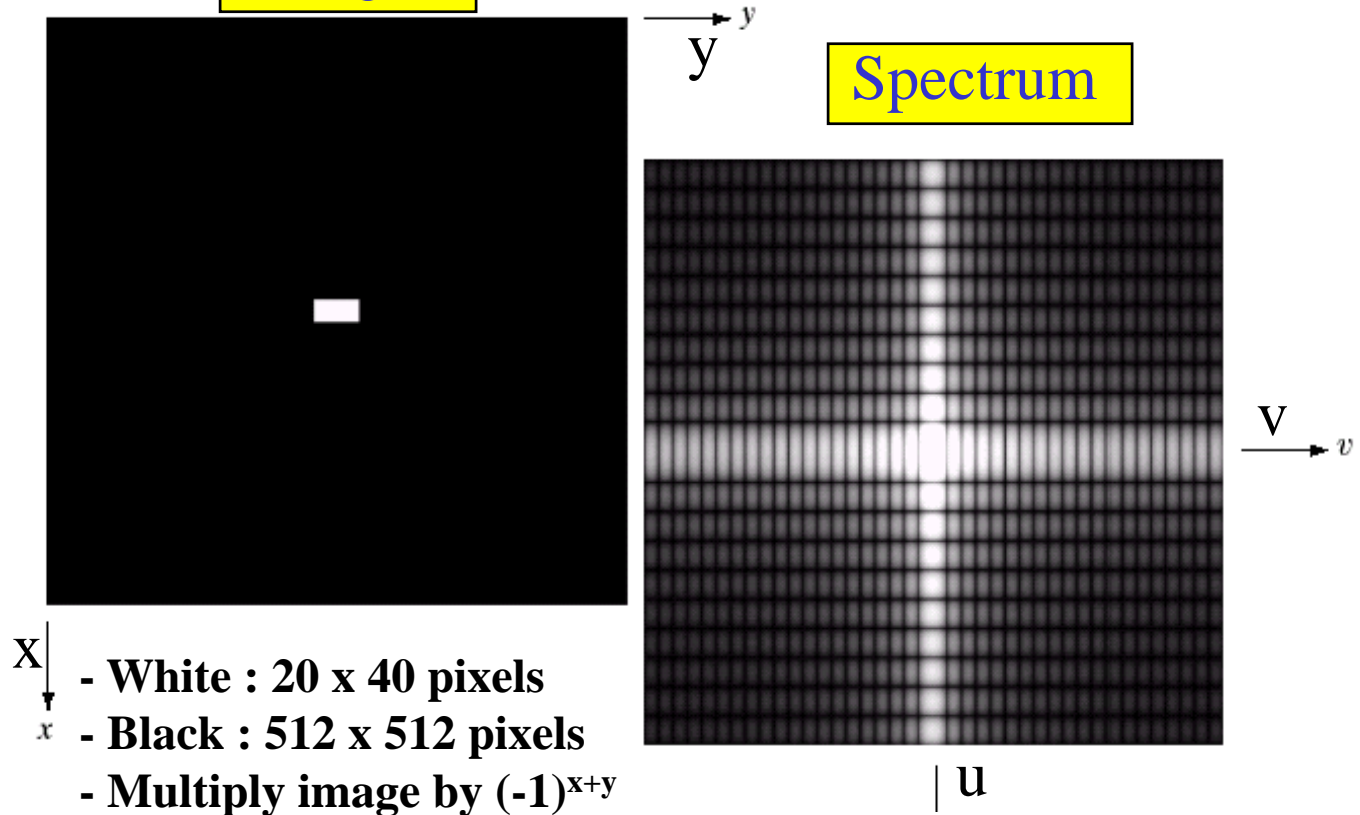 y
y
Spectrum
v
v
x
x
- White : 20 x 40 pixels
- Black : 512 x 512 pixels
- Multiply image by (-1)^x+y
u